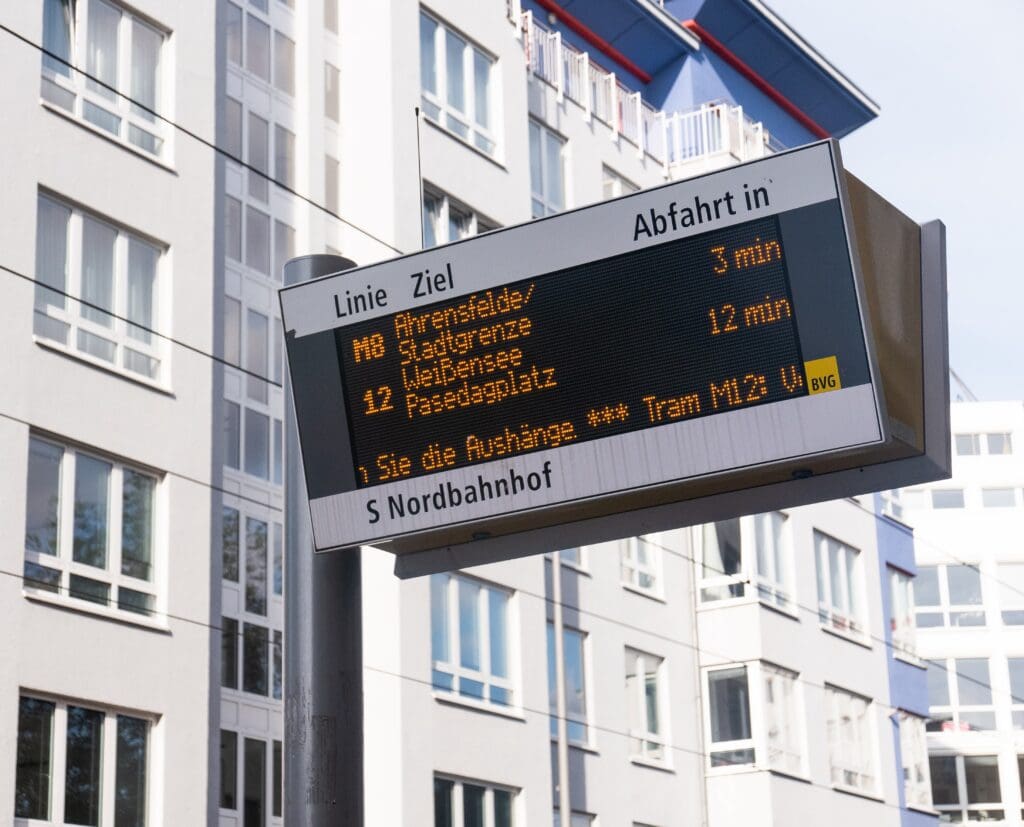 Linie Ziel Abfahrt in
M8 Ahrensfelde/ 3 min
Stadtgrenze
12 Weißensee 12 min
Pasedagplatz
Sie die Aushänge *** Tram M12:
BVG
S Nordbahnhof